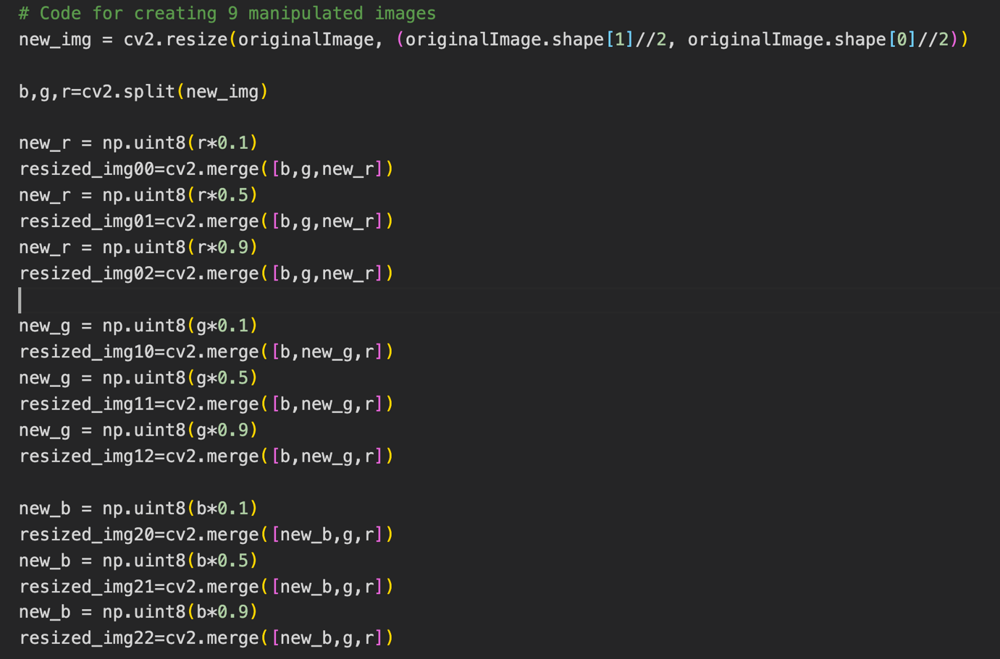 # Code for creating 9 manipulated images
new_img = cv2.resize(originalImage, (originalImage.shape[1]//2, originalImage.shape[0]//2))
b,g,r=cv2.split(new_img)
new_r = np.uint8(r*0.1)
resized_img00=cv2.merge([b,g,new_r])
new_r = np.uint8(r*0.5)
resized_img01=cv2.merge([b,g,new_r])
new_r = np.uint8(r*0.9)
resized_img02=cv2.merge([b,g,new_r])
new_g = np.uint8(g*0.1)
resized_img10=cv2.merge([b,new_g,r])
new_g = np.uint8(g*0.5)
resized_img11=cv2.merge([b,new_g,r])
new_g = np.uint8(g*0.9)
resized_img12=cv2.merge([b,new_g,r])
new_b = np.uint8(b*0.1)
resized_img20=cv2.merge([new_b,g,r])
new_b = np.uint8(b*0.5)
resized_img21=cv2.merge([new_b,g,r])
new_b = np.uint8(b*0.9)
resized_img22=cv2.merge([new_b,g,r])